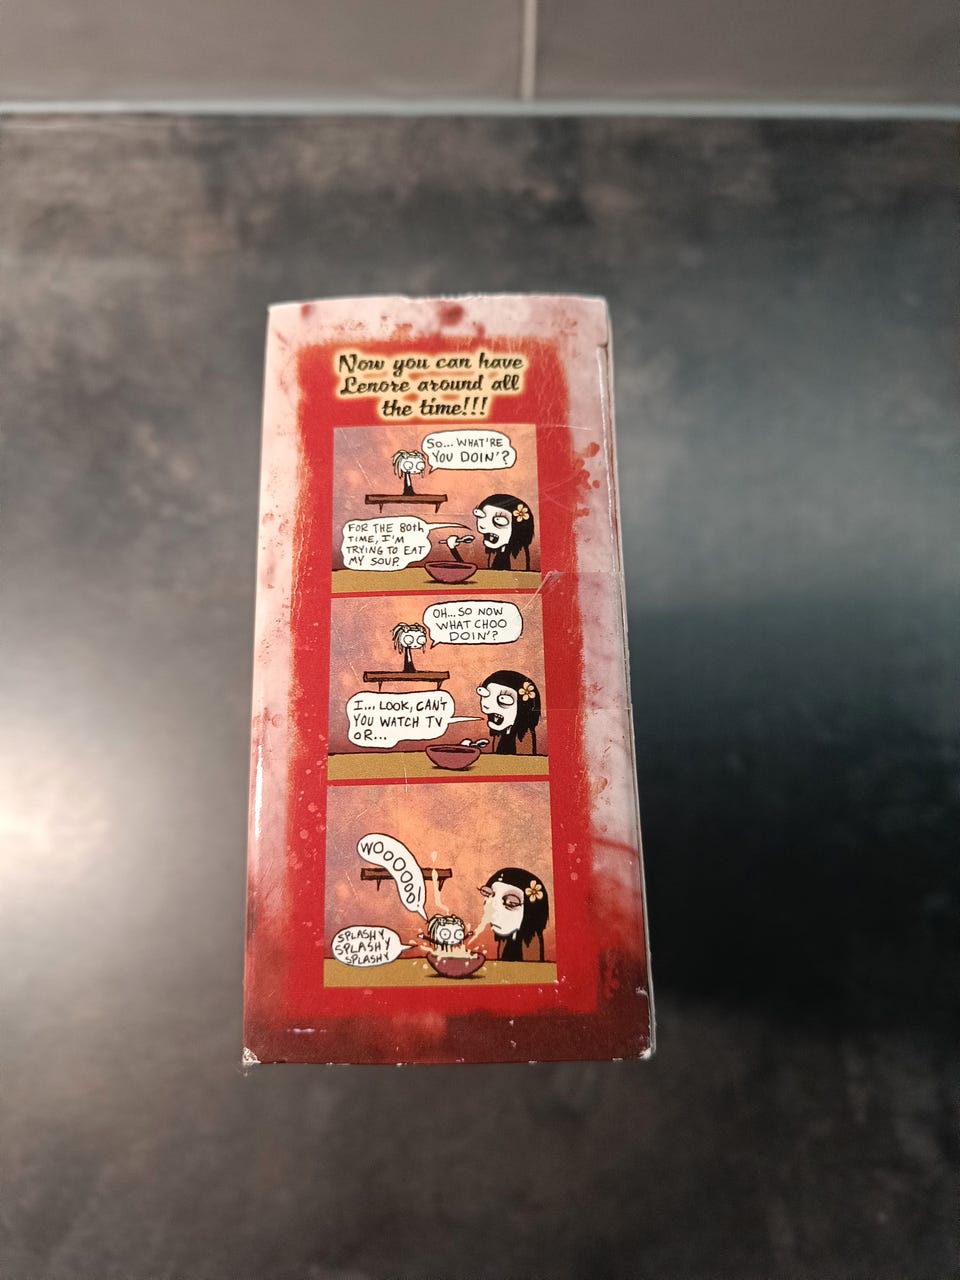 Now you can have
Lenore around all
the time!!!
SO... WHAT'RE
YOU DOIN'?
FOR THE 80th
TIME, I'M
TRYING TO EAT
MY SOUP.
OH...SO NOW
WHAT CHOO
DOIN'?
I... LOOK, CAN'T
YOU WATCH TV
OR...
WOOOOOO!
SPLASHY
SPLASHY
SPLASHY